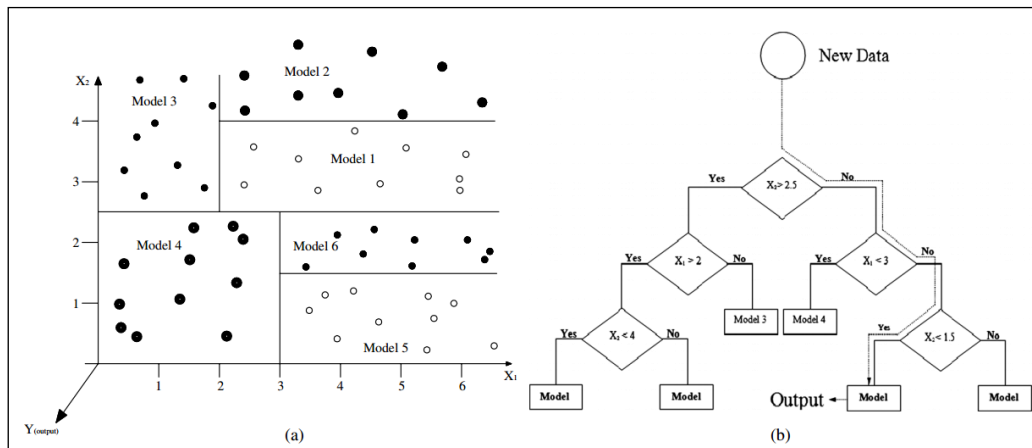 X₂
4
3
2
1
1
2
3
4
5
6
X₁
Y(output)
Model 2
Model 3
Model 1
Model 4
Model 6
Model 5
(a)
New Data
X₂> 2.5
Yes
No
X₁ > 2
Yes
No
X₁ < 3
Yes
No
Model 3
Model 4
X₂ < 4
Yes
No
X₂ < 1.5
Yes
No
Model
Model
Output
Model
Model
(b)